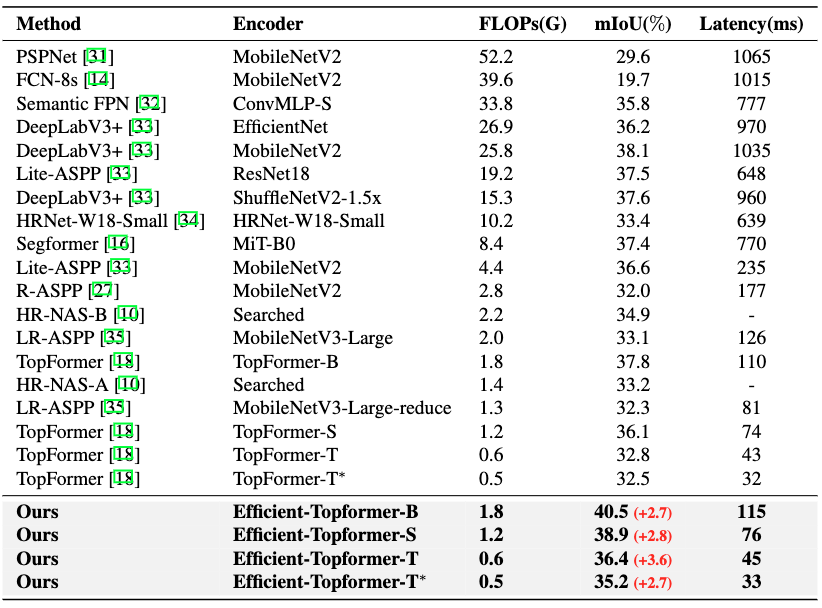 Method Encoder FLOPs(G) mIoU(%) Latency(ms)
PSPNet [31] MobileNetV2 52.2 29.6 1065
FCN-8s [14] MobileNetV2 39.6 19.7 1015
Semantic FPN [32] ConvMLP-S 33.8 35.8 777
DeepLabV3+ [33] EfficientNet 26.9 36.2 970
DeepLabV3+ [33] MobileNetV2 25.8 38.1 1035
Lite-ASPP [33] ResNet18 19.2 37.5 648
DeepLabV3+ [33] ShuffleNetV2-1.5x 15.3 37.6 960
HRNet-W18-Small [34] HRNet-W18-Small 10.2 33.4 639
Segformer [16] MiT-B0 8.4 37.4 770
Lite-ASPP [33] MobileNetV2 4.4 36.6 235
R-ASPP [27] MobileNetV2 2.8 32.0 177
HR-NAS-B [10] Searched 2.2 34.9 -
LR-ASPP [35] MobileNetV3-Large 2.0 33.1 126
TopFormer [18] TopFormer-B 1.8 37.8 110
HR-NAS-A [10] Searched 1.4 33.2 -
LR-ASPP [35] MobileNetV3-Large-reduce 1.3 32.3 81
TopFormer [18] TopFormer-S 1.2 36.1 74
TopFormer [18] TopFormer-T 0.6 32.8 43
TopFormer [18] TopFormer-T* 0.5 32.5 32
Ours Efficient-Topformer-B 1.8 40.5 (+2.7) 115
Ours Efficient-Topformer-S 1.2 38.9 (+2.8) 76
Ours Efficient-Topformer-T 0.6 36.4 (+3.6) 45
Ours Efficient-Topformer-T* 0.5 35.2 (+2.7) 33